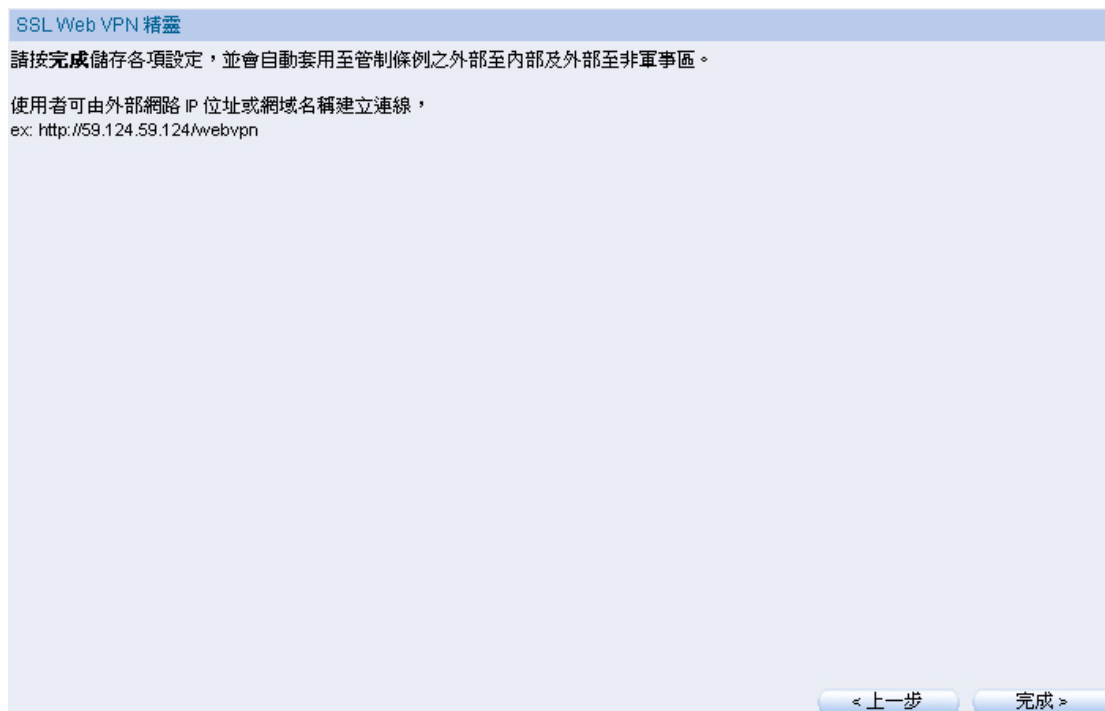 SSL Web VPN 精靈
請按完成儲存各項設定，並會自動套用至管制條例之外部至內部及外部至非軍事區。
使用者可由外部網路 IP 位址或網域名稱建立連線，
ex: http://59.124.59.124/webvpn
< 上一步
完成 >